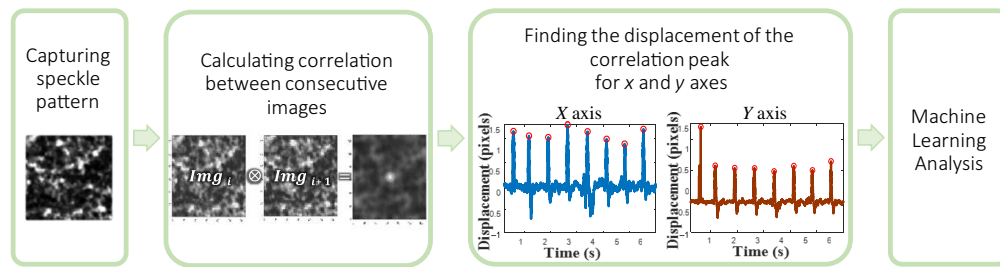 Capturing
speckle
pattern
Calculating correlation
between consecutive
images
Img i ⊗ Img i+1 =
Finding the displacement of the
correlation peak
for x and y axes
X axis
Displacement (pixels)
1.5
1
0.5
0
0.5
−1
1 2 3 4 5 6
Time (s)
Y axis
Displacement (pixels)
1.5
1
0.5
0
0.5
−1
1 2 3 4 5 6
Time (s)
Machine
Learning
Analysis